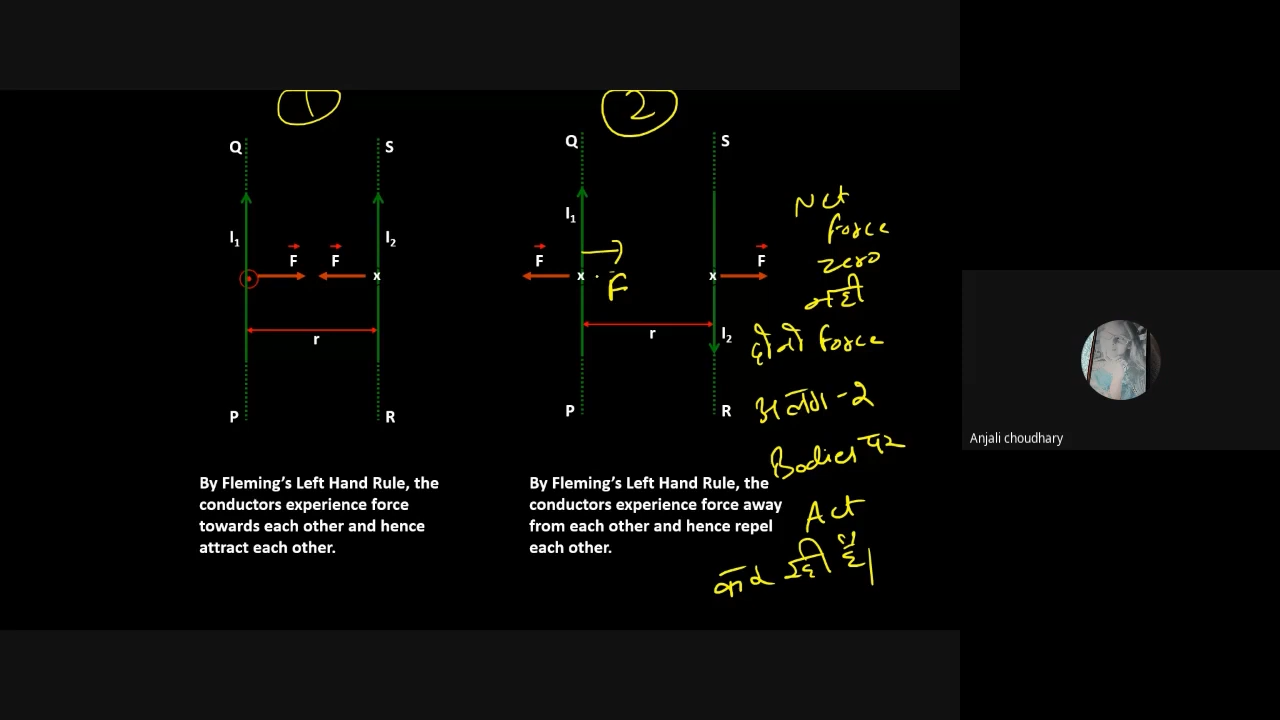 1
2
Q
S
Q
S
I1
I2
I1
F
F
F
F
F
x
x
x
r
r
I2
P
R
P
R
Net
force
zero
नहीं
दोनो force
अलग-2
Bodies पर
Act
कर रही है।
By Fleming's Left Hand Rule, the
conductors experience force
towards each other and hence
attract each other.
By Fleming's Left Hand Rule, the
conductors experience force away
from each other and hence repel
each other.
Anjali choudhary